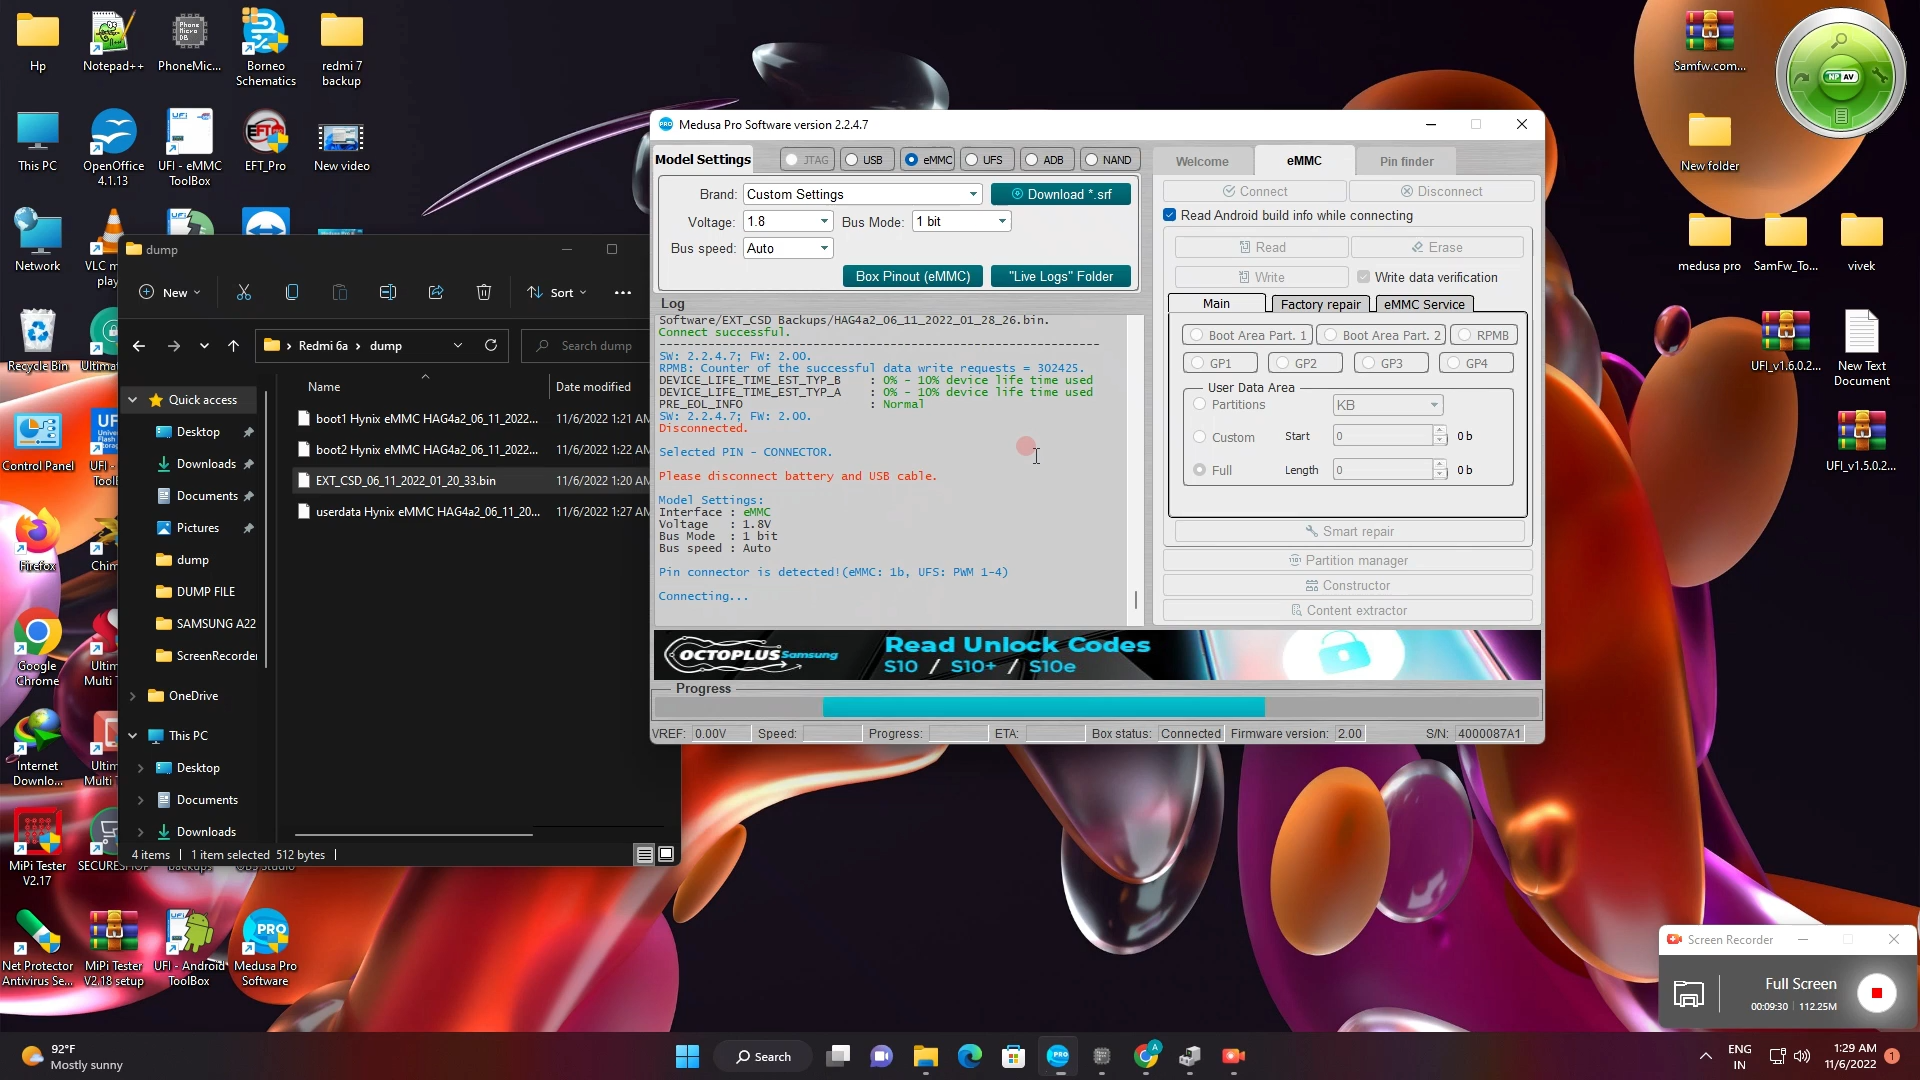 Hp
Notepad++
PhoneMic...
Borneo
Schematics
redmi 7
backup
This PC
OpenOffice
4.1.13
UFI - eMMC
ToolBox
EFT_Pro
New video
Network
VLC m
play
Recycle Bin
Ultimat
Control Panel
UFI -
Tool
Firefox
Chim
Google
Chrome
Ultim
Multi
Internet
Downlo...
Ultim
Multi
MiPi Tester
V2.17
SECURESHO
backups
Obs Studio
Net Protector
Antivirus Se...
MiPi Tester
V2.18 setup
UFI - Android
ToolBox
Medusa Pro
Software
dump
New
Sort
Redmi 6a
dump
Search dump
Name
Date modified
Quick access
Desktop
Downloads
Documents
Pictures
dump
DUMP FILE
SAMSUNG A22
ScreenRecorder
OneDrive
This PC
Desktop
Documents
Downloads
boot1 Hynix eMMC HAG4a2_06_11_2022...
11/6/2022 1:21 AM
boot2 Hynix eMMC HAG4a2_06_11_2022...
11/6/2022 1:22 AM
EXT_CSD_06_11_2022_01_20_33.bin
11/6/2022 1:20 AM
userdata Hynix eMMC HAG4a2_06_11_20...
11/6/2022 1:27 AM
4 items
1 item selected 512 bytes
PRO
Medusa Pro Software version 2.2.4.7
Model Settings
JTAG
USB
eMMC
UFS
ADB
NAND
Brand:
Custom Settings
Download *.srf
Voltage:
1.8
Bus Mode:
1 bit
Bus speed:
Auto
Box Pinout (eMMC)
"Live Logs" Folder
Log
Software/EXT_CSD Backups/HAG4a2_06_11_2022_01_28_26.bin.
Connect successful.
SW: 2.2.4.7; FW: 2.00.
RPMB: Counter of the successful data write requests = 302425.
DEVICE_LIFE_TIME_EST_TYP_B : 0% - 10% device life time used
DEVICE_LIFE_TIME_EST_TYP_A : 0% - 10% device life time used
PRE_EOL_INFO : Normal
SW: 2.2.4.7; FW: 2.00.
Disconnected.
Selected PIN - CONNECTOR.
Please disconnect battery and USB cable.
Model Settings:
Interface : eMMC
Voltage : 1.8V
Bus Mode : 1 bit
Bus speed : Auto
Pin connector is detected!(eMMC: 1b, UFS: PWM 1-4)
Connecting...
OCTOPLUS Samsung
Read Unlock Codes
S10 / S10+ / S10e
Progress
VREF: 0.00V
Speed:
Progress:
ETA:
Box status: Connected
Firmware version: 2.00
S/N: 4000087A1
Welcome
eMMC
Pin finder
Connect
Disconnect
Read Android build info while connecting
Read
Erase
Write
Write data verification
Main
Factory repair
eMMC Service
Boot Area Part. 1
Boot Area Part. 2
RPMB
GP1
GP2
GP3
GP4
User Data Area
Partitions
KB
Custom
Start
0
0 b
Full
Length
0
0 b
Smart repair
Partition manager
Constructor
Content extractor
Samfw.com...
NP AV
New folder
medusa pro
SamFw_To...
vivek
UFI_v1.6.0.2...
New Text
Document
UFI_v1.5.0.2...
Screen Recorder
Full Screen
00:09:30 | 112.25M
92°F
Mostly sunny
Search
ENG
IN
1:29 AM
11/6/2022
1